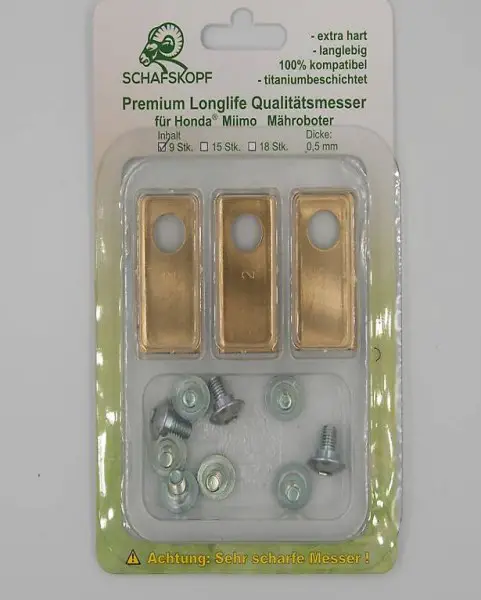 SCHAFSKOPF
- extra hart
- langlebig
100% kompatibel
- titaniumbeschichtet
Premium Longlife Qualitätsmesser
für Honda® Miimo Mähroboter
Inhalt Dicke:
☑ 9 Stk. ☐ 15 Stk. ☐ 18 Stk. 0,5 mm
2
Achtung: Sehr scharfe Messer !